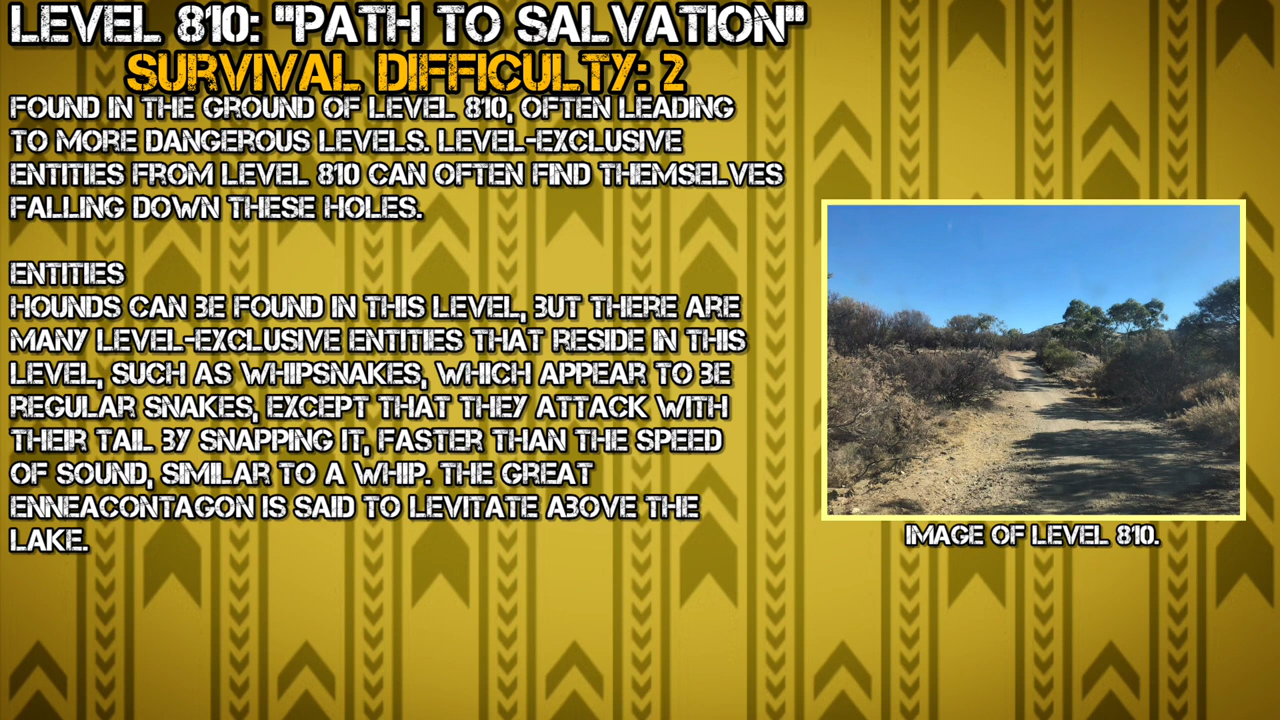 LEVEL 810: "PATH TO SALVATION"
SURVIVAL DIFFICULTY: 2
FOUND IN THE GROUND OF LEVEL 810, OFTEN LEADING
TO MORE DANGEROUS LEVELS. LEVEL-EXCLUSIVE
ENTITIES FROM LEVEL 810 CAN OFTEN FIND THEMSELVES
FALLING DOWN THESE HOLES.
ENTITIES
HOUNDS CAN BE FOUND IN THIS LEVEL, BUT THERE ARE
MANY LEVEL-EXCLUSIVE ENTITIES THAT RESIDE IN THIS
LEVEL, SUCH AS WHIPSNAKES, WHICH APPEAR TO BE
REGULAR SNAKES, EXCEPT THAT THEY ATTACK WITH
THEIR TAIL BY SNAPPING IT, FASTER THAN THE SPEED
OF SOUND, SIMILAR TO A WHIP. THE GREAT
ENNEACONTAGON IS SAID TO LEVITATE ABOVE THE
LAKE.
IMAGE OF LEVEL 810.